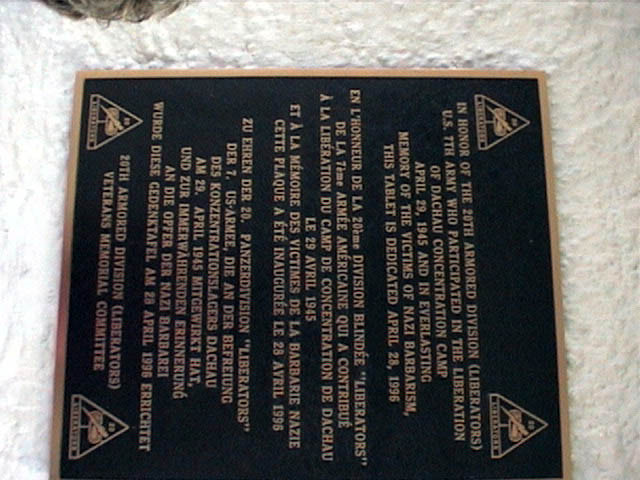 IN HONOR OF THE 20TH ARMORED DIVISION (LIBERATORS)
U.S. 7TH ARMY WHO PARTICIPATED IN THE LIBERATION
OF DACHAU CONCENTRATION CAMP
APRIL 29, 1945 AND IN EVERLASTING
MEMORY OF THE VICTIMS OF NAZI BARBARISM,
THIS TABLET IS DEDICATED APRIL 28, 1996
EN L'HONNEUR DE LA 20ème DIVISION BLINDÉE "LIBERATORS"
DE LA 7ème ARMÉE AMÉRICAINE QUI A CONTRIBUÉ
À LA LIBÉRATION DU CAMP DE CONCENTRATION DE DACHAU
LE 29 AVRIL 1945
ET À LA MÉMOIRE DES VICTIMES DE LA BARBARIE NAZIE
CETTE PLAQUE A ÉTÉ INAUGURÉE LE 28 AVRIL 1996
ZU EHREN DER 20. PANZERDIVISION "LIBERATORS"
DER 7. US-ARMEE, DIE AN DER BEFREIUNG
DES KONZENTRATIONSLAGERS DACHAU
AM 29. APRIL 1945 MITGEWIRKT HAT,
UND ZUR IMMERWÄHRENDEN ERINNERUNG
AN DIE OPFER DER NAZI BARBAREI
WURDE DIESE GEDENKTAFEL AM 28 APRIL 1996 ERRICHTET
20TH ARMORED DIVISION (LIBERATORS)
VETRANS MEMORIAL COMMITTEE